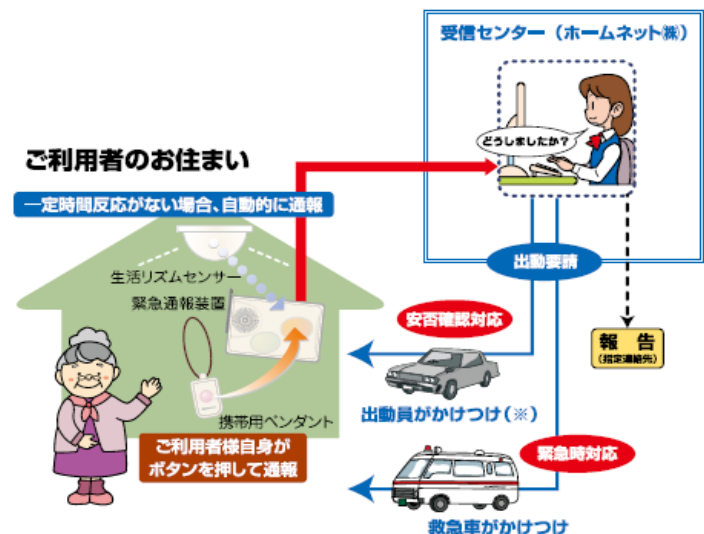 受信センター（ホームネット㈱）
どうしましたか？
ご利用者のお住まい
一定時間反応がない場合、自動的に通報
生活リズムセンサー
緊急通報装置
携帯用ペンダント
ご利用者様自身が
ボタンを押して通報
出動要請
安否確認対応
出動員がかけつけ（※）
報 告
（指定連絡先）
緊急時対応
救急車がかけつけ